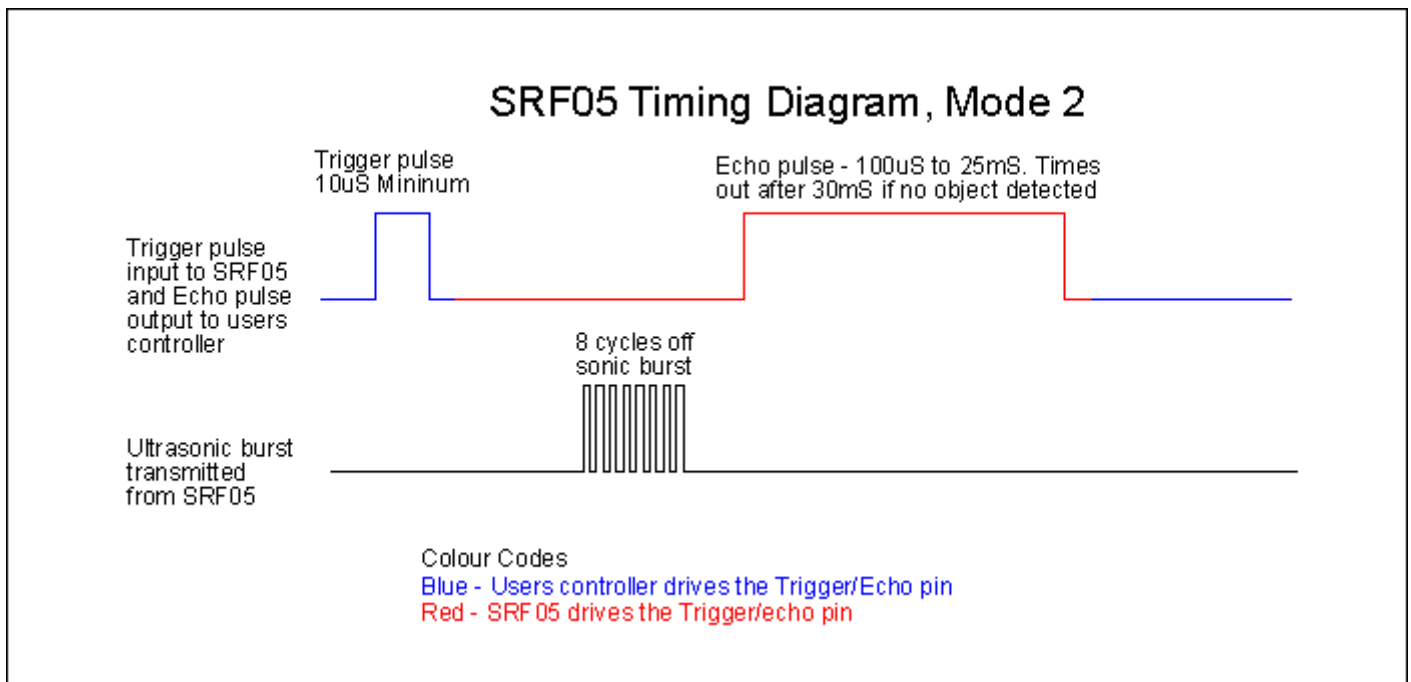 SRF05 Timing Diagram, Mode 2
Trigger pulse
10uS Mininum
Echo pulse - 100uS to 25mS. Times
out after 30mS if no object detected
Trigger pulse
input to SRF05
and Echo pulse
output to users
controller
8 cycles off
sonic burst
Ultrasonic burst
transmitted
from SRF05
Colour Codes
Blue - Users controller drives the Trigger/Echo pin
Red - SRF05 drives the Trigger/echo pin